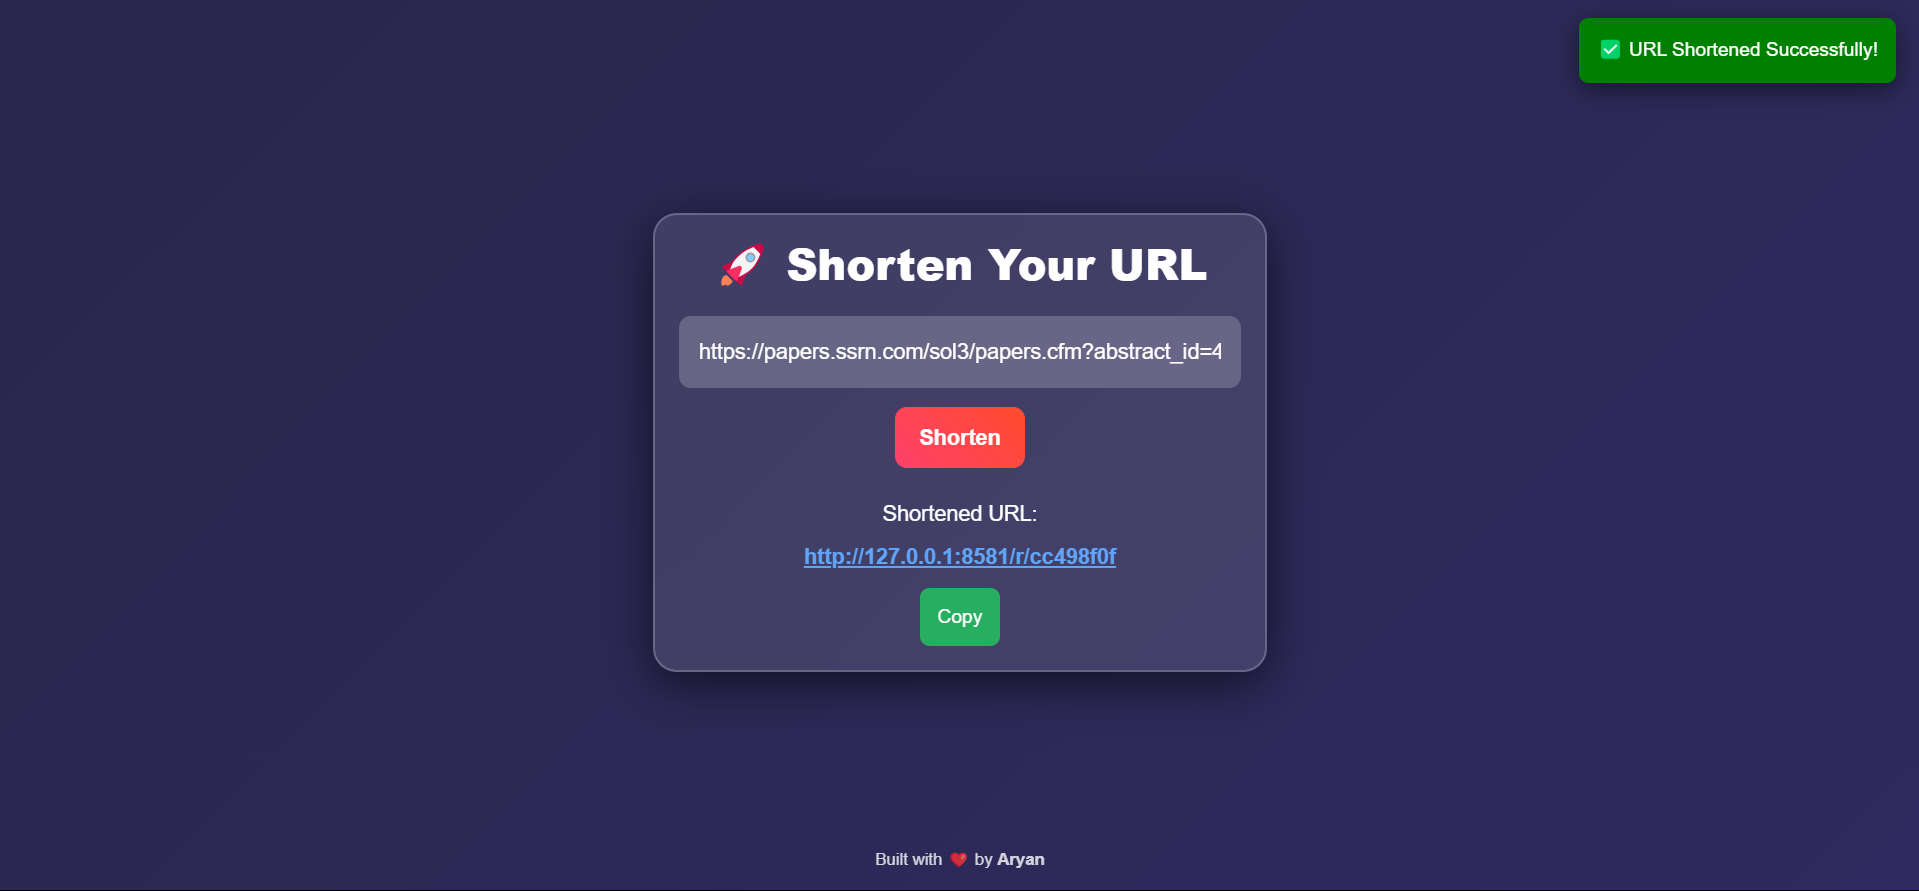 URL Shortened Successfully!
Shorten Your URL
https://papers.ssrn.com/sol3/papers.cfm?abstract_id=4
Shorten
Shortened URL:
http://127.0.0.1:8581/r/cc498f0f
Copy
Built with ❤️ by Aryan